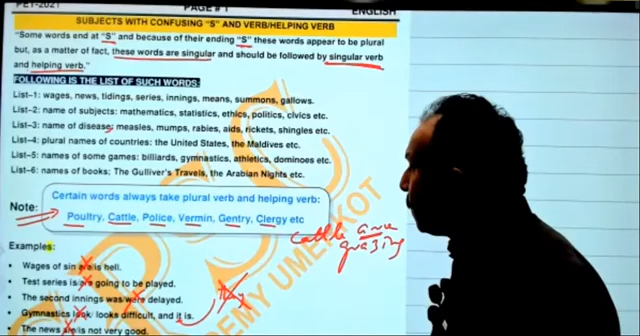 PET-2021 PAGE # 1 ENGLISH
SUBJECTS WITH CONFUSING "S" AND VERB/HELPING VERB
"Some words end at "S" and because of their ending "S" these words appear to be plural
but, as a matter of fact, these words are singular and should be followed by singular verb
and helping verb."
FOLLOWING IS THE LIST OF SUCH WORDS:
List-1: wages, news, tidings, series, innings, means, summons, gallows.
List-2: name of subjects: mathematics, statistics, ethics, politics, civics etc.
List-3: name of disease; measles, mumps, rabies, aids, rickets, shingles etc.
List-4: plural names of countries: the United States, the Maldives etc.
List-5: names of some games: billiards, gymnastics, athletics, dominoes etc.
List-6: names of books; The Gulliver's Travels, the Arabian Nights etc.
Certain words always take plural verb and helping verb:
Note:
Poultry, Cattle, Police, Vermin, Gentry, Clergy etc
cattle are
grazing
Examples:
• Wages of sin are is hell.
• Test series is are going to be played.
• The second innings was/were delayed.
• Gymnastics look/ looks difficult, and it is.
• The news are is not very good.
ADEMY UMERKOT